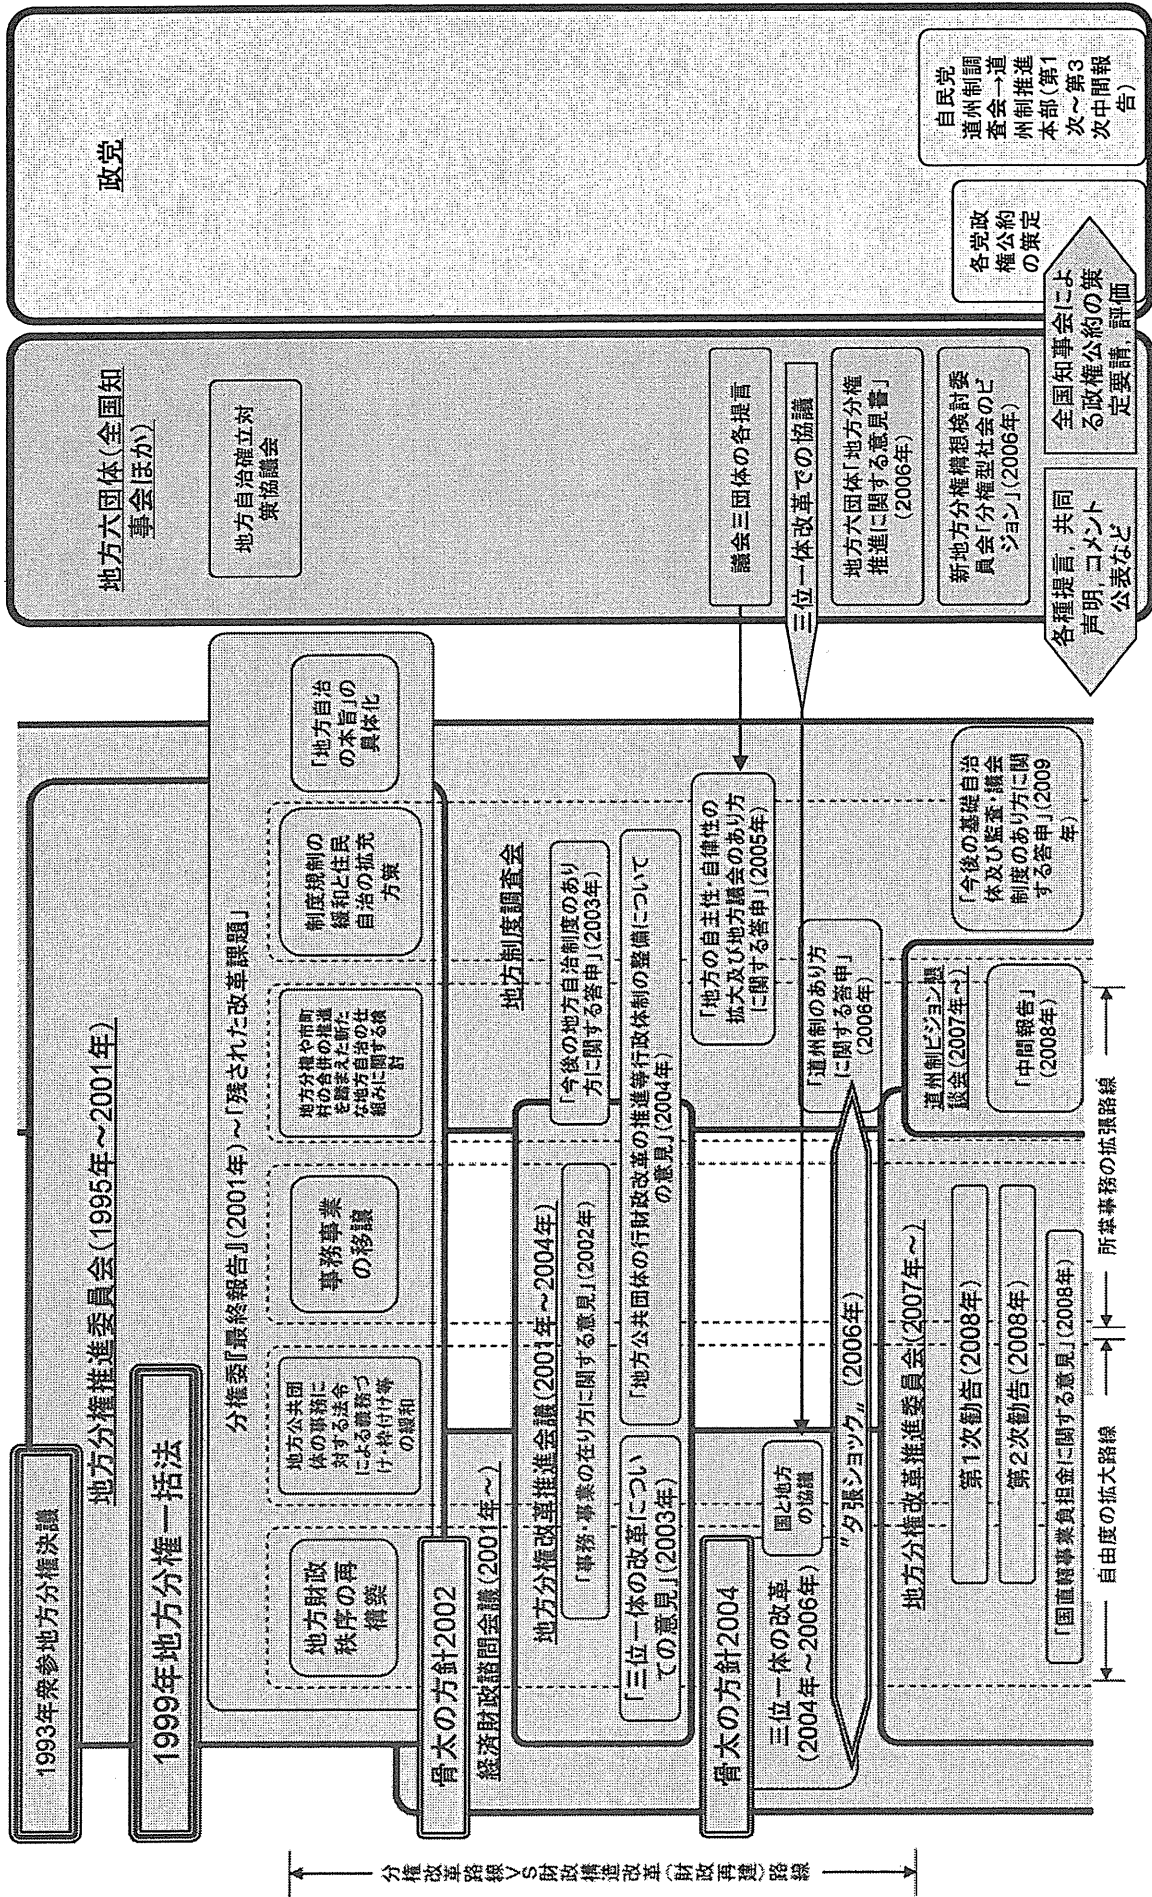 1993年衆参地方分権決議
地方分権推進委員会(1995年～2001年)
1999年地方分権一括法
分権委『最終報告』(2001年)～「残された改革課題」
地方財政
秩序の再
構築
地方公共団
体の事務に
対する法令
による義務づ
け・枠付け等
の緩和
事務事業
の移譲
地方分権や市町
村の合併の推進
を踏まえた新た
な地方自治の仕
組みに関する検
討
制度規制の
緩和と住民
自治の拡充
方策
「地方自治
の本旨」の
具体化
骨太の方針2002
経済財政諮問会議(2001年～)
地方制度調査会
地方分権改革推進会議(2001年～2004年)
「事務・事業の在り方に関する意見」(2002年)
「今後の地方自治制度のあり
方に関する答申」(2003年)
「三位一体の改革につい
ての意見」(2003年)
「地方公共団体の行財政改革の推進等行政体制の整備について
の意見」(2004年)
骨太の方針2004
「地方の自主性・自律性の
拡大及び地方議会のあり方
に関する答申」(2005年)
三位一体の改革
(2004年～2006年)
国と地方
の協議
「道州制のあり方
に関する答申」
(2006年)
"夕張ショック"(2006年)
地方分権改革推進委員会(2007年～)
第1次勧告(2008年)
第2次勧告(2008年)
「国直轄事業負担金に関する意見」(2008年)
道州制ビジョン懇
談会(2007年～)
「中間報告」
(2008年)
「今後の基礎自治
体及び監査・議会
制度のあり方に関
する答申」(2009
年)
自由度の拡大路線
所掌事務の拡張路線
分権改革路線VS財政構造改革(財政再建)路線
地方六団体(全国知
事会ほか)
地方自治確立対
策協議会
議会三団体の各提言
三位一体改革での協議
地方六団体「地方分権
推進に関する意見書」
(2006年)
新地方分権構想検討委
員会「分権型社会のビ
ジョン」(2006年)
各種提言,共同
声明,コメント
公表など
全国知事会によ
る政権公約の策
定要請,評価
政党
各党政
権公約
の策定
自民党
道州制調
査会→道
州制推進
本部(第1
次～第3
次中間報
告)